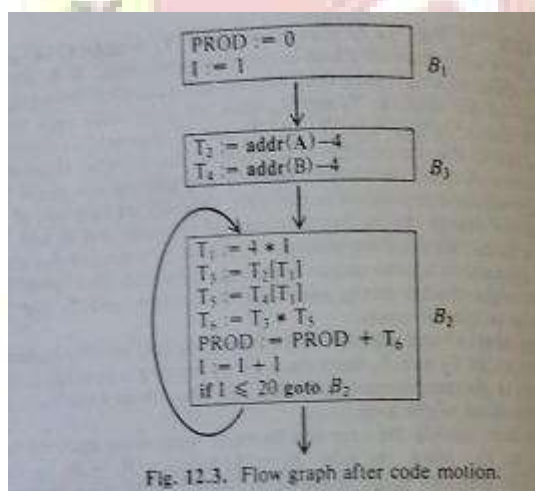 PROD := 0
I := 1
B₁
T₂ := addr(A)−4
T₄ := addr(B)−4
B₃
T₁ := 4 * I
T₃ := T₂[T₁]
T₅ := T₄[T₁]
T₆ := T₃ * T₅
B₂
PROD := PROD + T₆
I := I + 1
if I ⩽ 20 goto B₂
Fig. 12.3. Flow graph after code motion.